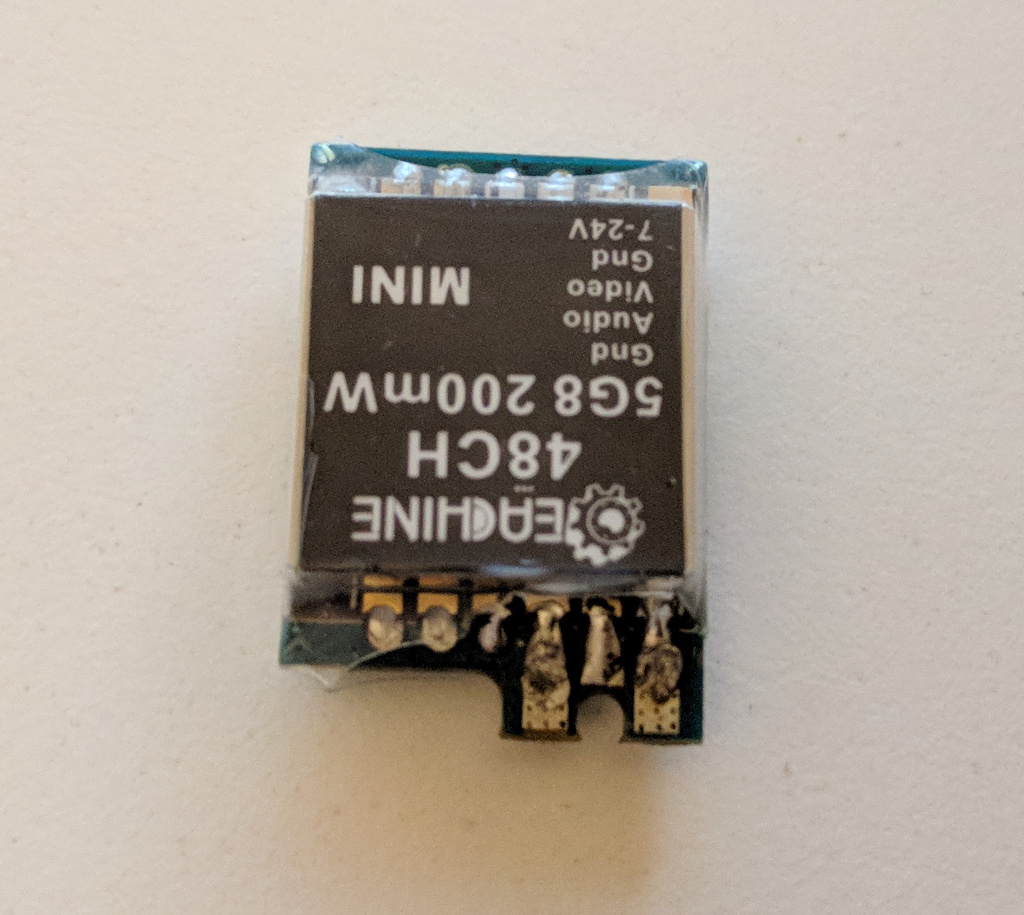 EACHINE
48CH
5G8 200mW
Gnd
Audio
Video
Gnd
7-24V
MINI